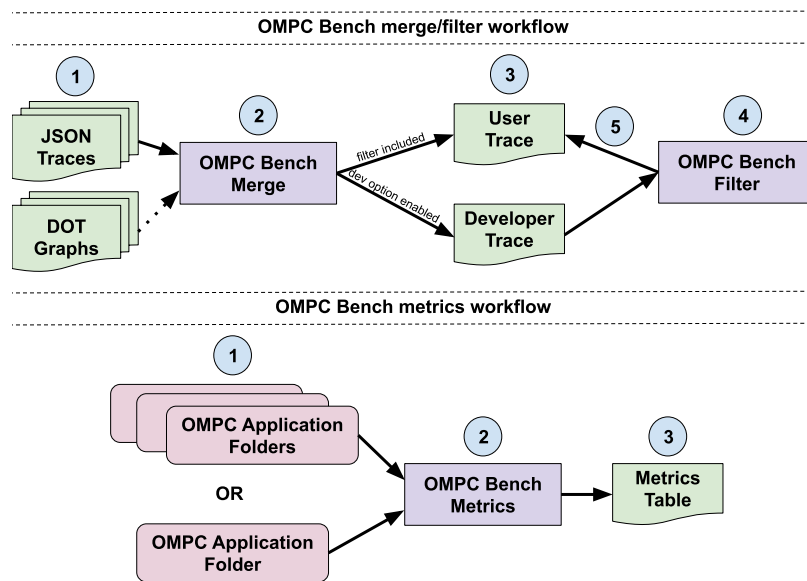 OMPC Bench merge/filter workflow
1
2
3
4
5
JSON
Traces
DOT
Graphs
OMPC Bench
Merge
filter included
dev option enabled
User
Trace
Developer
Trace
OMPC Bench
Filter
OMPC Bench metrics workflow
1
2
3
OMPC Application
Folders
OR
OMPC Application
Folder
OMPC Bench
Metrics
Metrics
Table